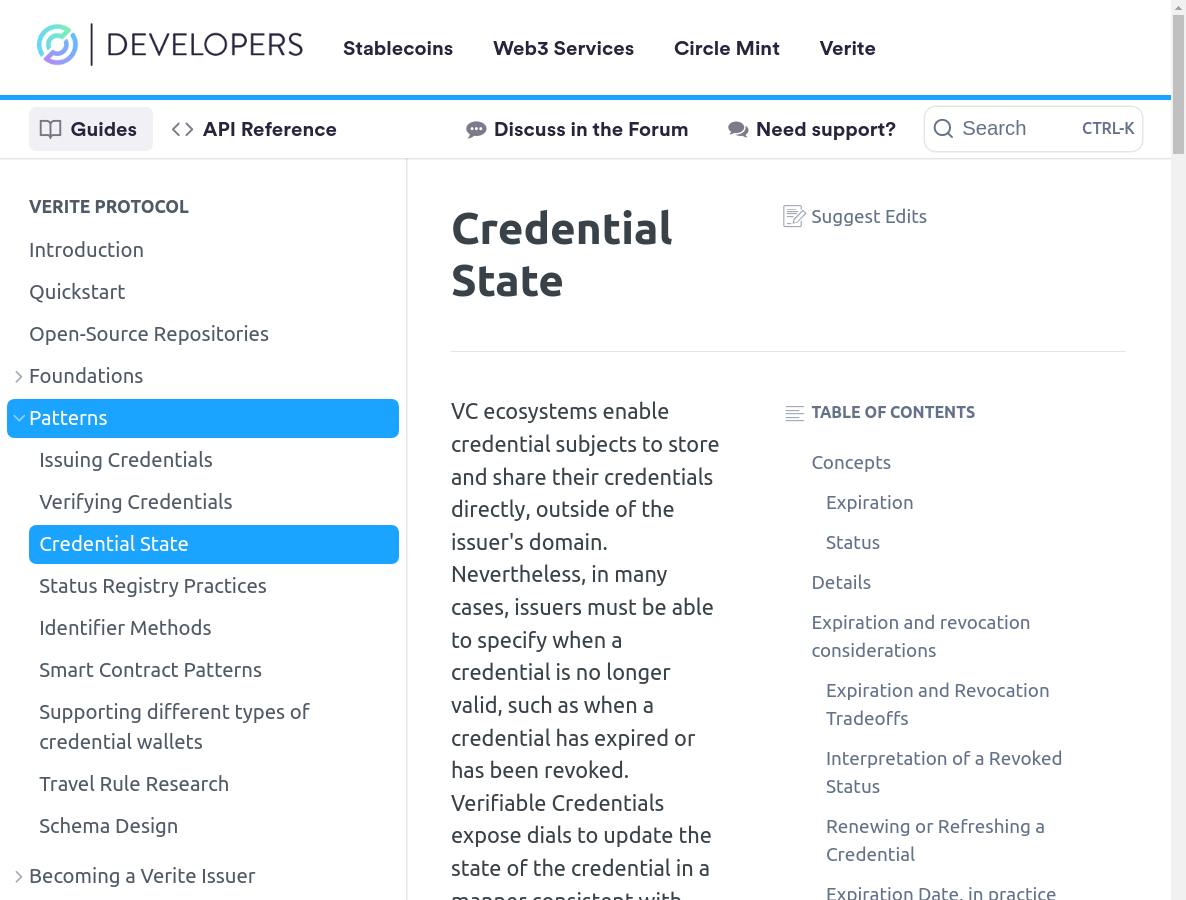 DEVELOPERS
Stablecoins
Web3 Services
Circle Mint
Verite
Guides
API Reference
Discuss in the Forum
Need support?
Search
CTRL-K
VERITE PROTOCOL
Introduction
Quickstart
Open-Source Repositories
Foundations
Patterns
Issuing Credentials
Verifying Credentials
Credential State
Status Registry Practices
Identifier Methods
Smart Contract Patterns
Supporting different types of
credential wallets
Travel Rule Research
Schema Design
Becoming a Verite Issuer
Credential
State
Suggest Edits
VC ecosystems enable
credential subjects to store
and share their credentials
directly, outside of the
issuer's domain.
Nevertheless, in many
cases, issuers must be able
to specify when a
credential is no longer
valid, such as when a
credential has expired or
has been revoked.
Verifiable Credentials
expose dials to update the
state of the credential in a
manner consistent with
TABLE OF CONTENTS
Concepts
Expiration
Status
Details
Expiration and revocation
considerations
Expiration and Revocation
Tradeoffs
Interpretation of a Revoked
Status
Renewing or Refreshing a
Credential
Expiration Date, in practice